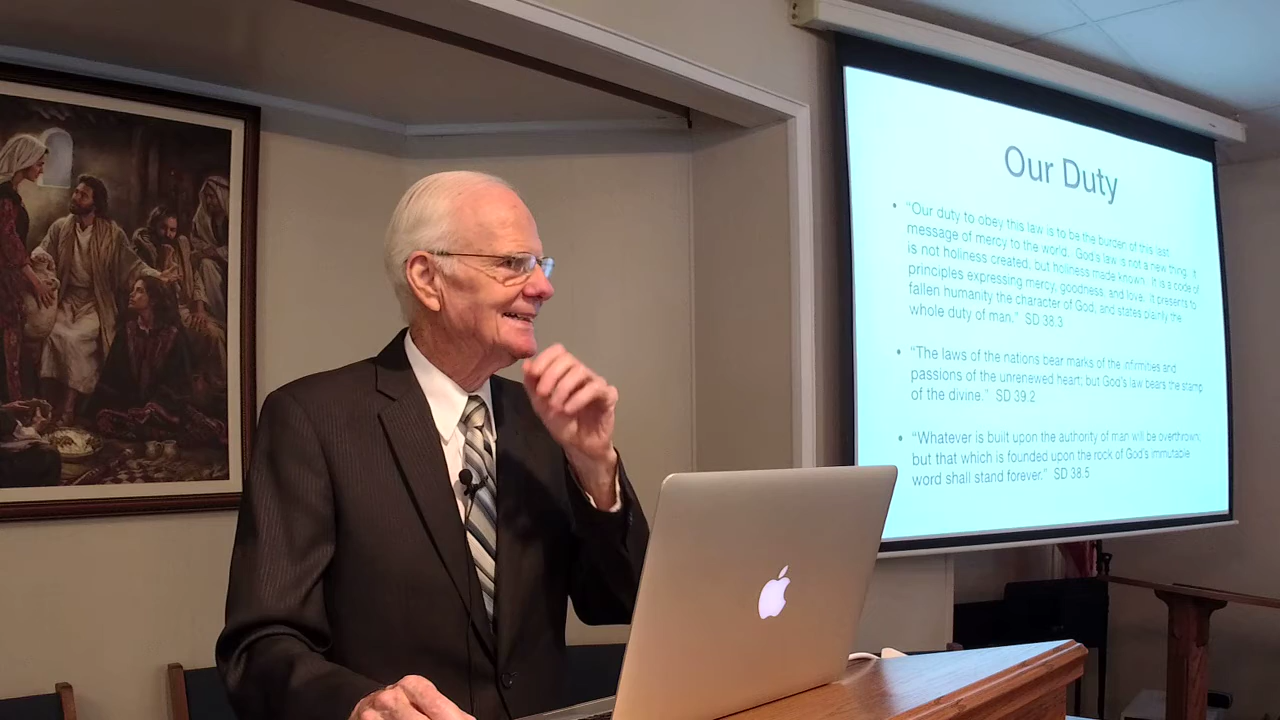 Our Duty
• "Our duty to obey this law is to be the burden of this last
message of mercy to the world. God's law is not a new thing. It
is not holiness created, but holiness made known. It is a code of
principles expressing mercy, goodness, and love. It presents to
fallen humanity the character of God, and states plainly the
whole duty of man." SD 38.3
• "The laws of the nations bear marks of the infirmities and
passions of the unrenewed heart; but God's law bears the stamp
of the divine." SD 39.2
• "Whatever is built upon the authority of man will be overthrown;
but that which is founded upon the rock of God's immutable
word shall stand forever." SD 38.5